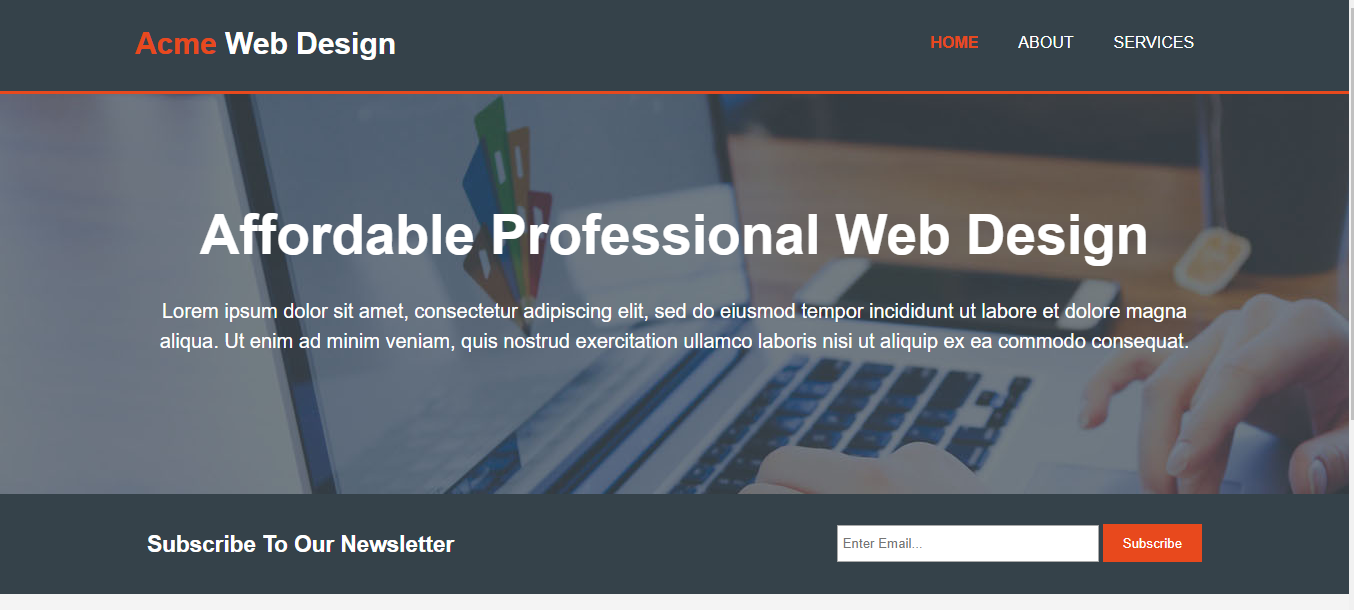 Acme Web Design
HOME ABOUT SERVICES
Affordable Professional Web Design
Lorem ipsum dolor sit amet, consectetur adipiscing elit, sed do eiusmod tempor incididunt ut labore et dolore magna
aliqua. Ut enim ad minim veniam, quis nostrud exercitation ullamco laboris nisi ut aliquip ex ea commodo consequat.
Subscribe To Our Newsletter
Enter Email...
Subscribe